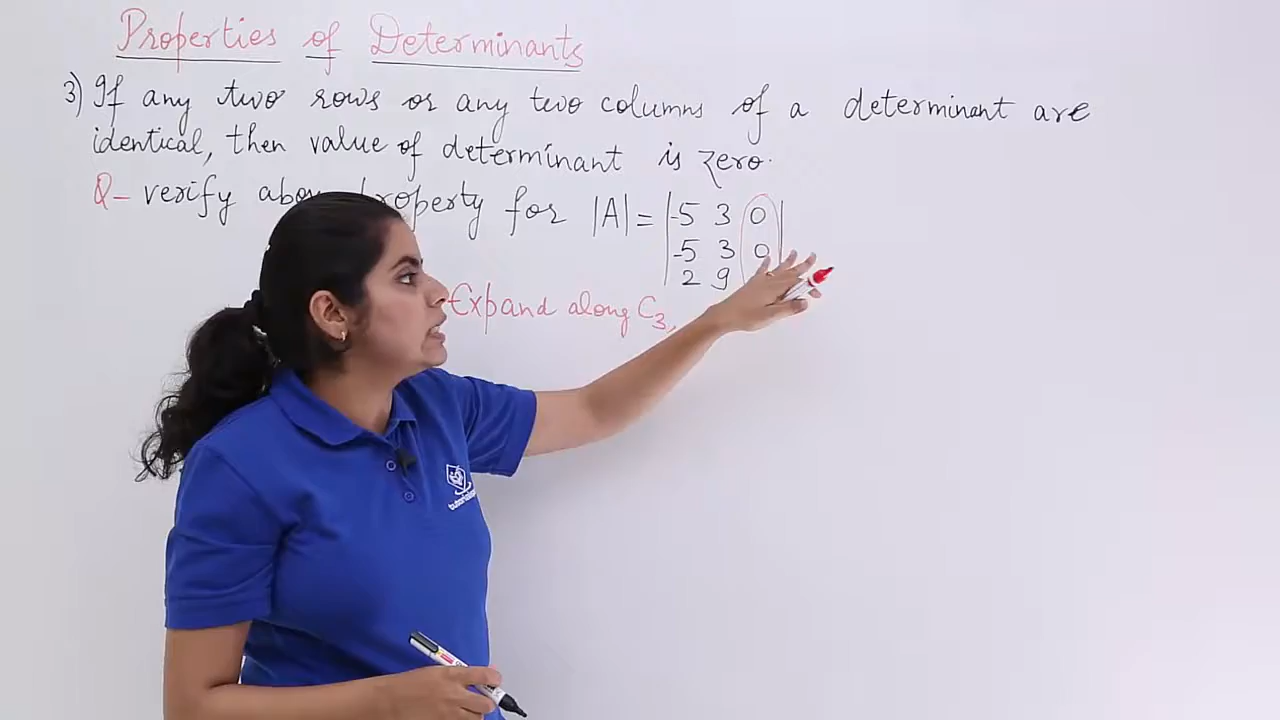 Properties of Determinants
3) If any two rows or any two columns of a determinant are
identical, then value of determinant is zero.
Q- verify above property for |A| = | -5 3 0 |
| -5 3 0 |
| 2 9
Expand along C3,